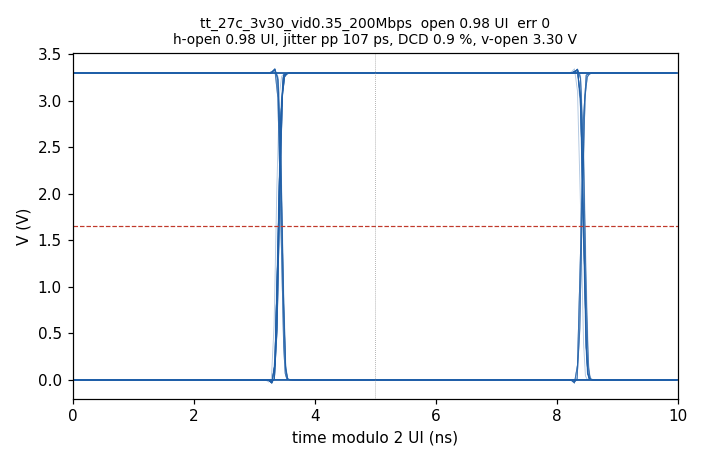 tt_27c_3v30_vid0.35_200Mbps  open 0.98 UI  err 0
h-open 0.98 UI, jitter pp 107 ps, DCD 0.9 %, v-open 3.30 V
3.5
3.0
2.5
2.0
1.5
1.0
0.5
0.0
V (V)
0 2 4 6 8 10
time modulo 2 UI (ns)